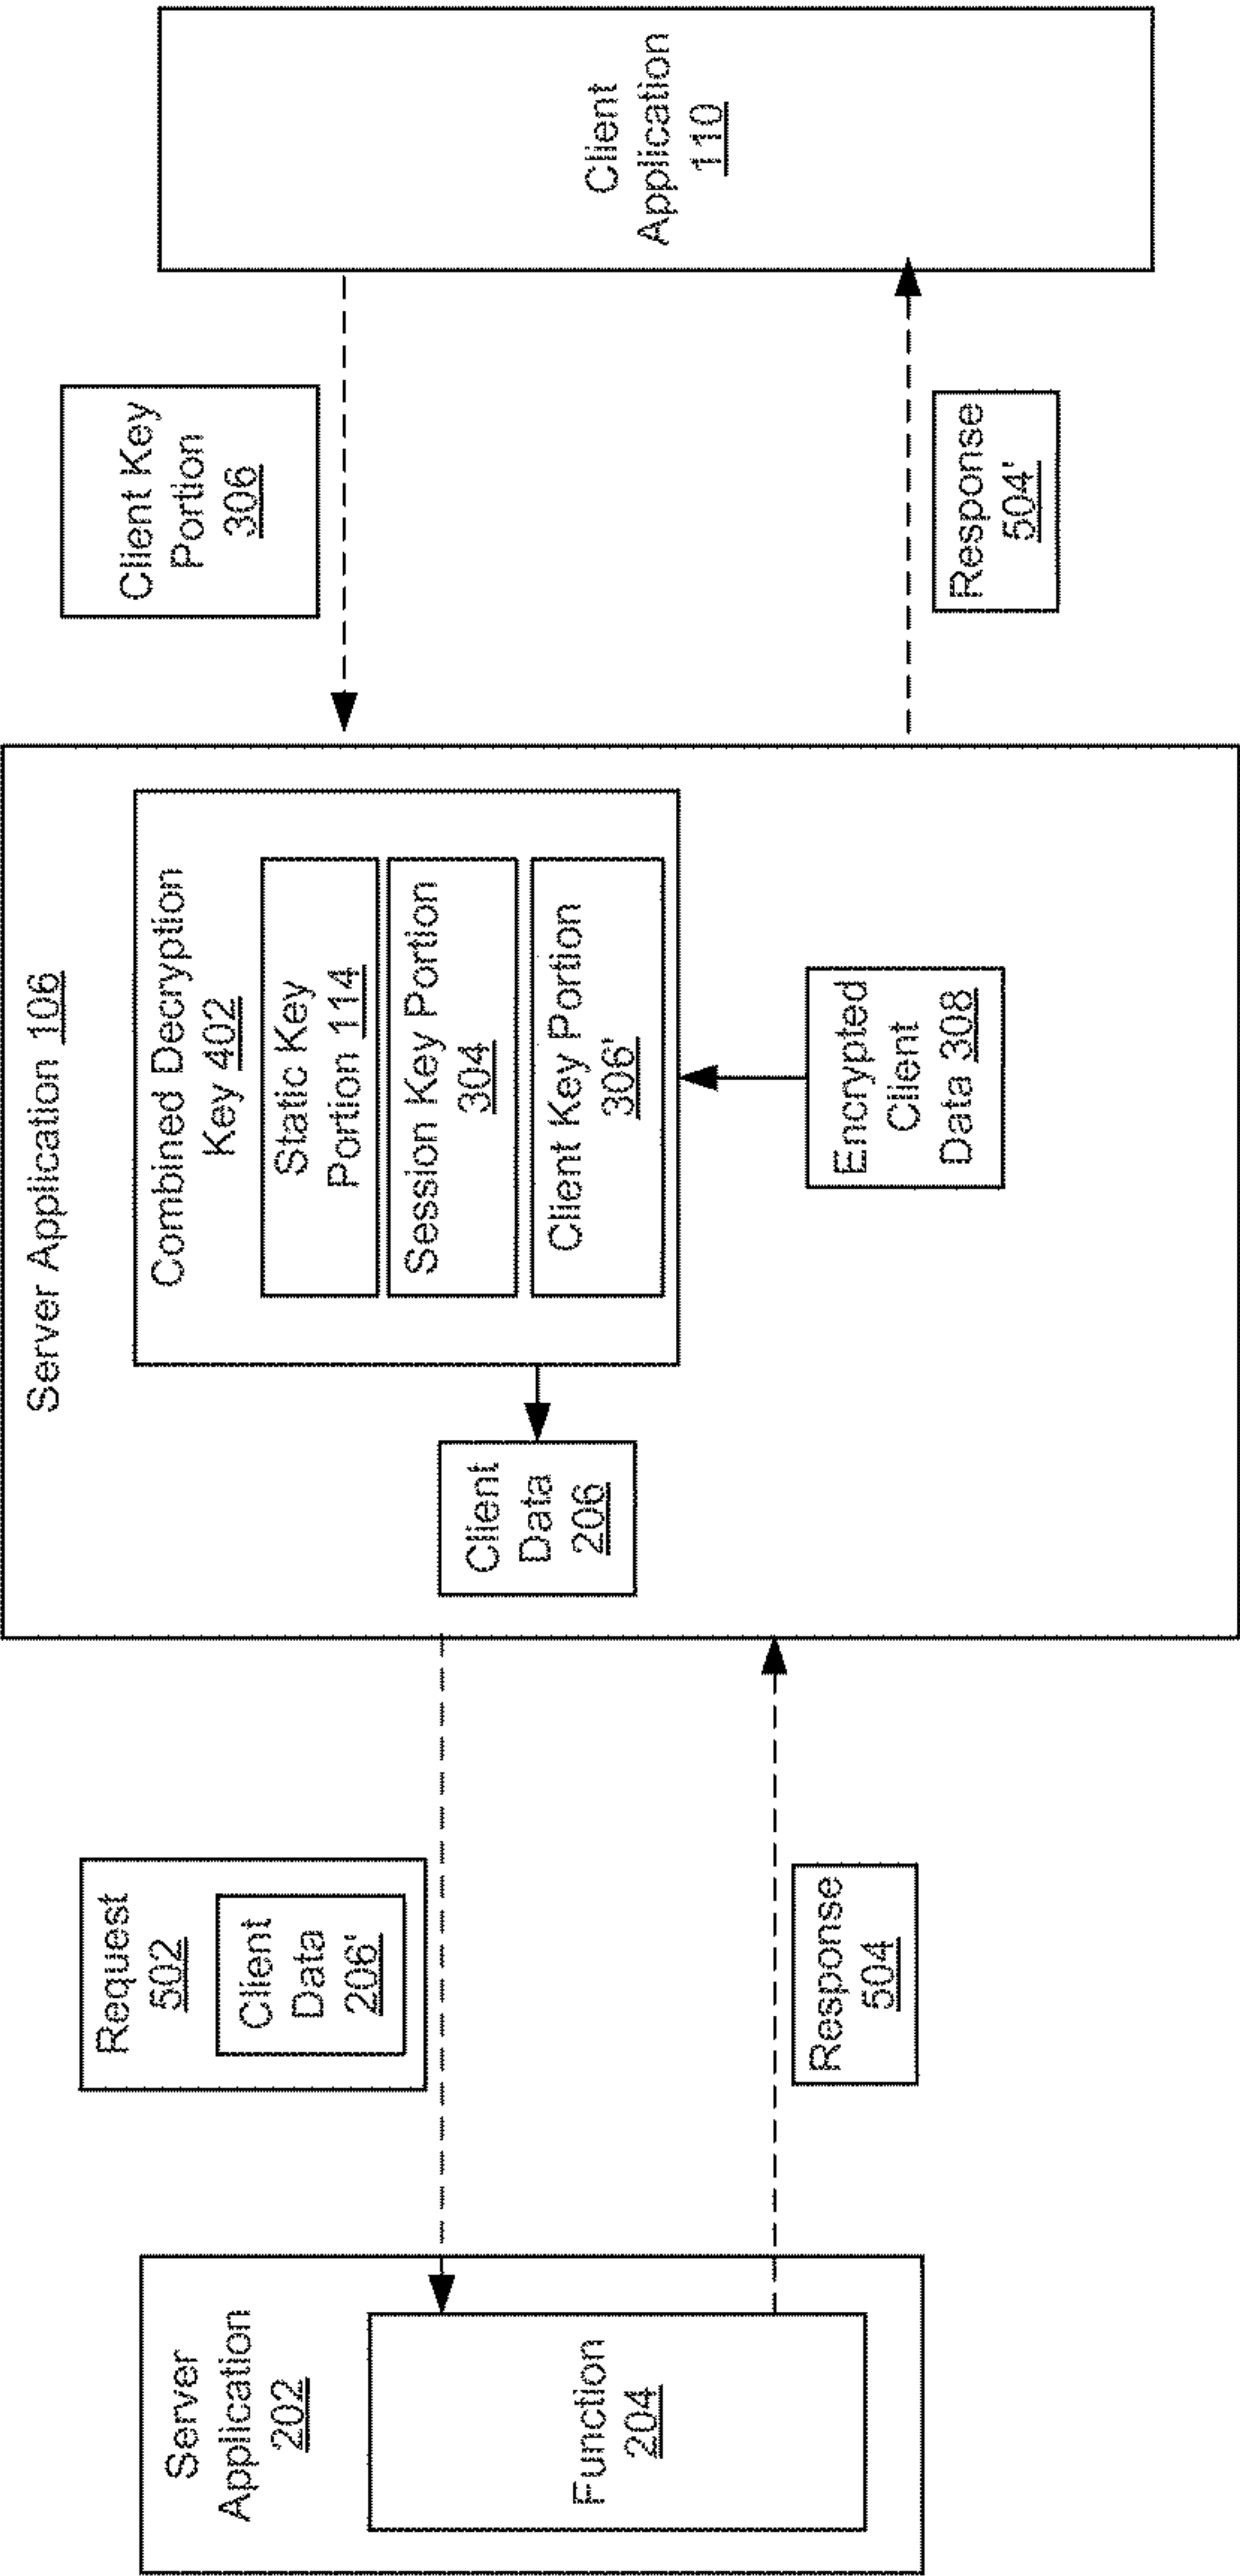 Server
Application
202
Function
204
Request
502
Client
Data
206'
Response
504
Server Application 106
Client
Data
206
Combined Decryption
Key 402
Static Key
Portion 114
Session Key Portion
304
Client Key Portion
306'
Encrypted
Client
Data 308
Client Key
Portion
306
Response
504'
Client
Application
110